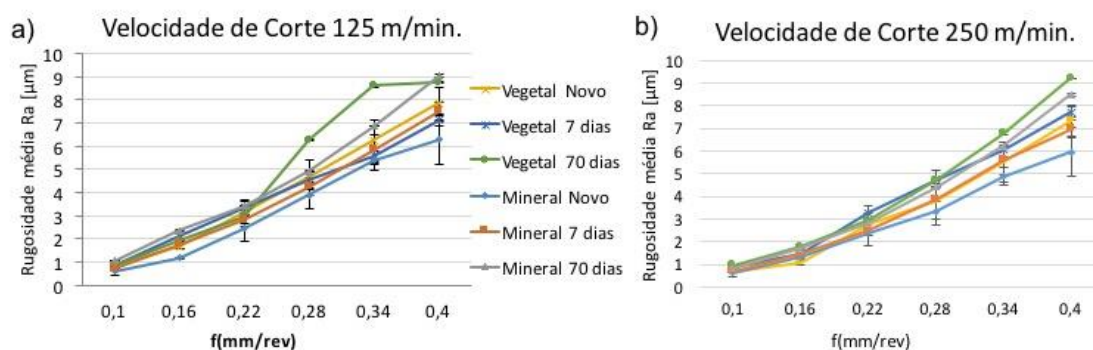 a)
Velocidade de Corte 125 m/min.
Rugosidade média Ra [µm]
10
9
8
7
6
5
4
3
2
1
0
0,1 0,16 0,22 0,28 0,34 0,4
f(mm/rev)
Vegetal Novo
Vegetal 7 dias
Vegetal 70 dias
Mineral Novo
Mineral 7 dias
Mineral 70 dias
b)
Velocidade de Corte 250 m/min.
Rugosidade média Ra [µm]
10
9
8
7
6
5
4
3
2
1
0
0,1 0,16 0,22 0,28 0,34 0,4
f(mm/rev)